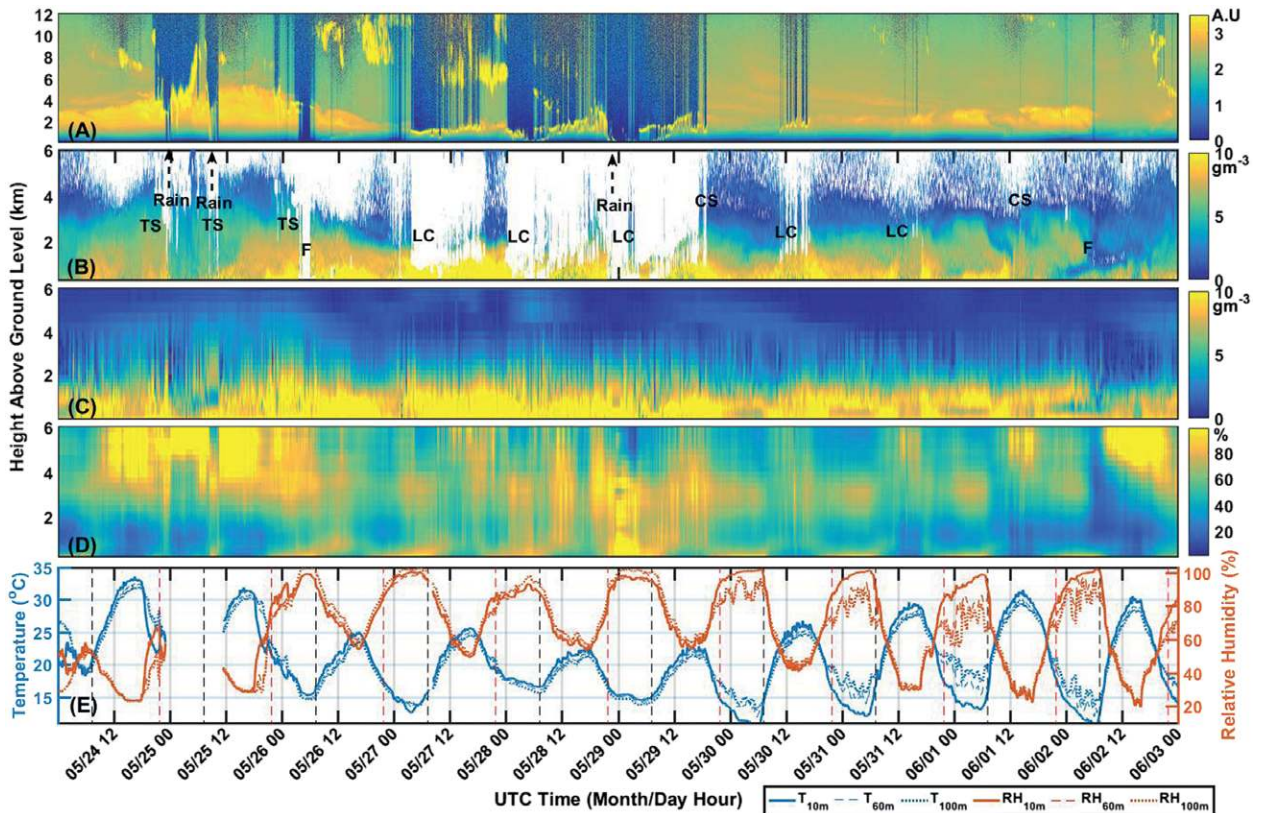 12
10
8
6
4
2
(A)
A.U
3
2
1
0
6
4
2
(B)
Rain
Rain
Rain
TS
TS
TS
F
LC
LC
LC
CS
LC
LC
CS
F
10
gm⁻³
5
0
6
4
2
(C)
10
gm⁻³
5
0
6
4
2
(D)
%
80
60
40
20
Height Above Ground Level (km)
35
30
25
20
15
(E)
Temperature (°C)
100
80
60
40
20
Relative Humidity (%)
05/24 12
05/25 00
05/25 12
05/26 00
05/26 12
05/27 00
05/27 12
05/28 00
05/28 12
05/29 00
05/29 12
05/30 00
05/30 12
05/31 00
05/31 12
06/01 00
06/01 12
06/02 00
06/02 12
06/03 00
UTC Time (Month/Day Hour)
T10m T60m T100m RH10m RH60m RH100m